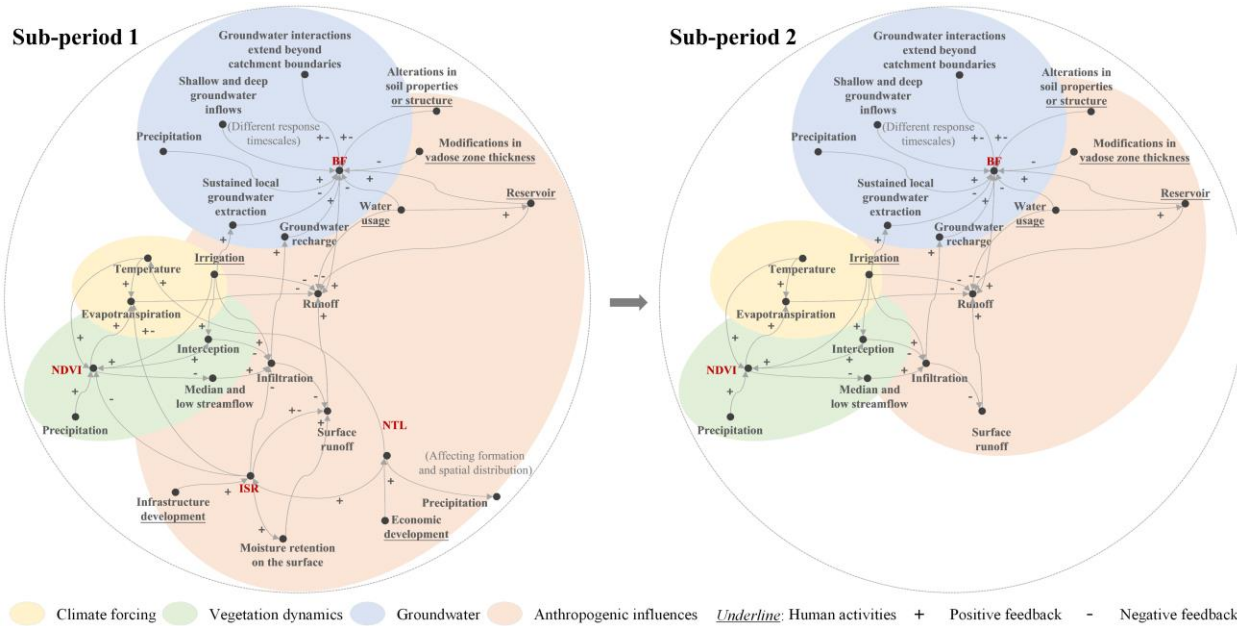 Sub-period 1
Groundwater interactions
extend beyond
catchment boundaries
Shallow and deep
groundwater
inflows
Alterations in
soil properties
or structure
(Different response
timescales)
+-
+-
Precipitation
BF
-
Modifications in
vadose zone thickness
+
+
-
-
+
Sustained local
groundwater
extraction
Reservoir
Water
usage
+
+
Groundwater
recharge
+
Temperature
Irrigation
+
+
- -
-
- +
Runoff
Evapotranspiration
+
+-
+
+
+
Interception
-
+
+
NDVI
-
Median and
low streamflow
+
-
Infiltration
+
-
-
Precipitation
+-
+
Surface
runoff
NTL
(Affecting formation
and spatial distribution)
ISR
+
+
+
Infrastructure
development
Precipitation
+
Economic
development
Moisture retention
on the surface
Sub-period 2
Groundwater interactions
extend beyond
catchment boundaries
Shallow and deep
groundwater
inflows
Alterations in
soil properties
or structure
(Different response
timescales)
+-
+-
Precipitation
BF
-
Modifications in
vadose zone thickness
+
+
-
-
+
Sustained local
groundwater
extraction
Reservoir
Water
usage
+
+
Groundwater
recharge
+
Temperature
Irrigation
+
- -
-
- +
Runoff
Evapotranspiration
+
+
+
+
+
Interception
-
+
+
NDVI
-
Median and
low streamflow
+
Infiltration
+
-
Precipitation
Surface
runoff
Climate forcing
Vegetation dynamics
Groundwater
Anthropogenic influences
Underline: Human activities
+ Positive feedback
- Negative feedback